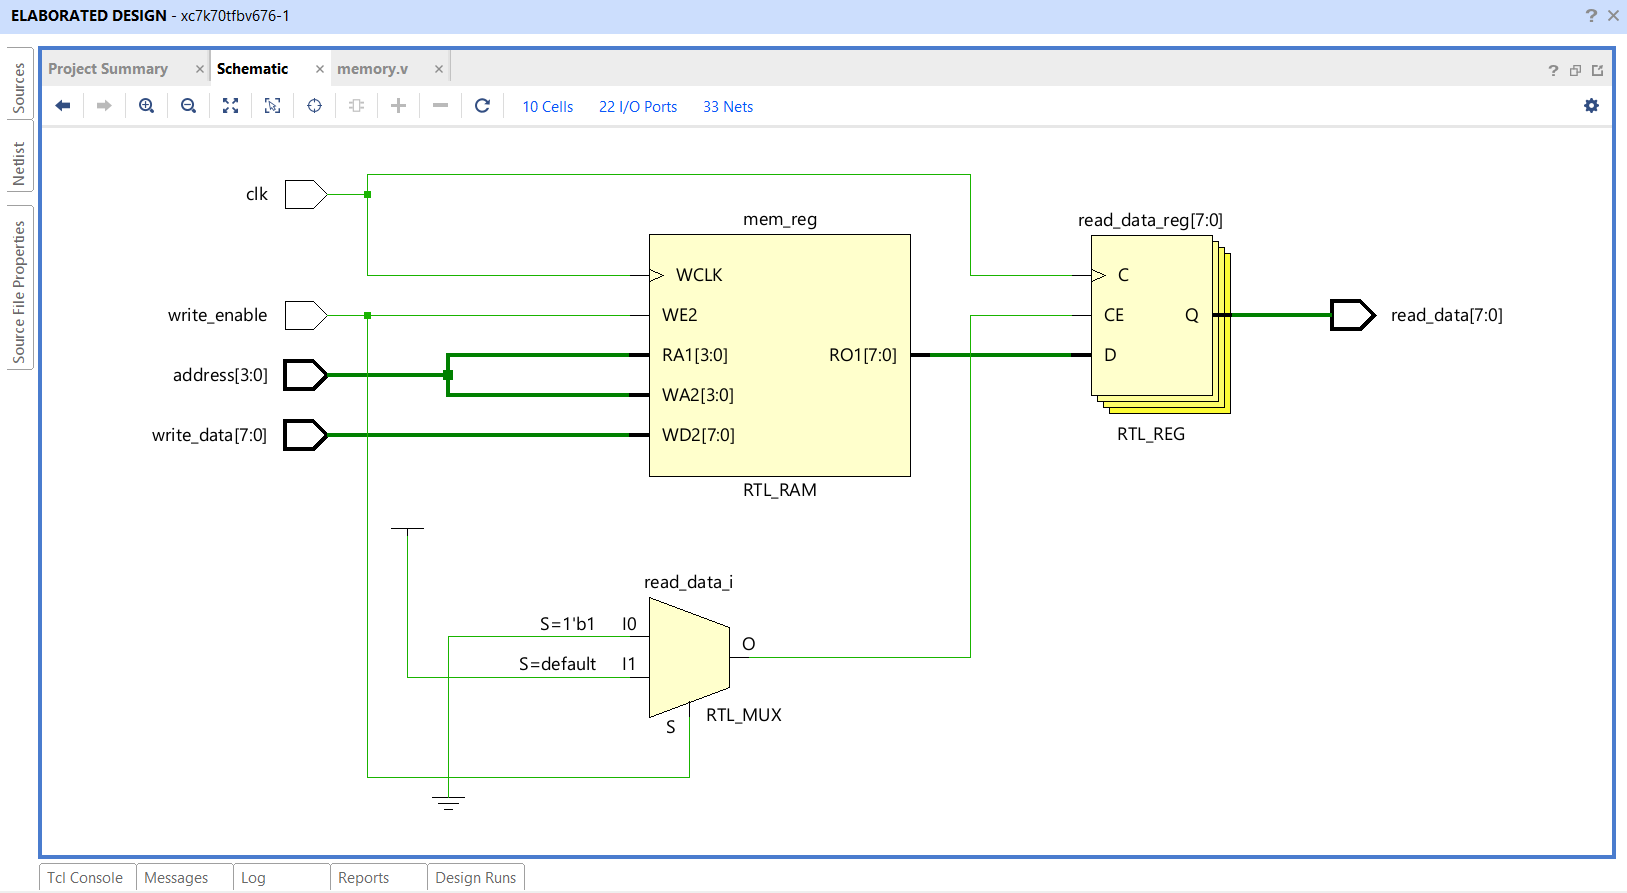 ELABORATED DESIGN - xc7k70tfbv676-1
Sources
Netlist
Source File Properties
Project Summary
Schematic
memory.v
10 Cells
22 I/O Ports
33 Nets
clk
write_enable
address[3:0]
write_data[7:0]
mem_reg
WCLK
WE2
RA1[3:0]
RO1[7:0]
WA2[3:0]
WD2[7:0]
RTL_RAM
read_data_reg[7:0]
C
CE
Q
D
RTL_REG
read_data[7:0]
read_data_i
S=1'b1 I0
O
S=default I1
S
RTL_MUX
Tcl Console
Messages
Log
Reports
Design Runs